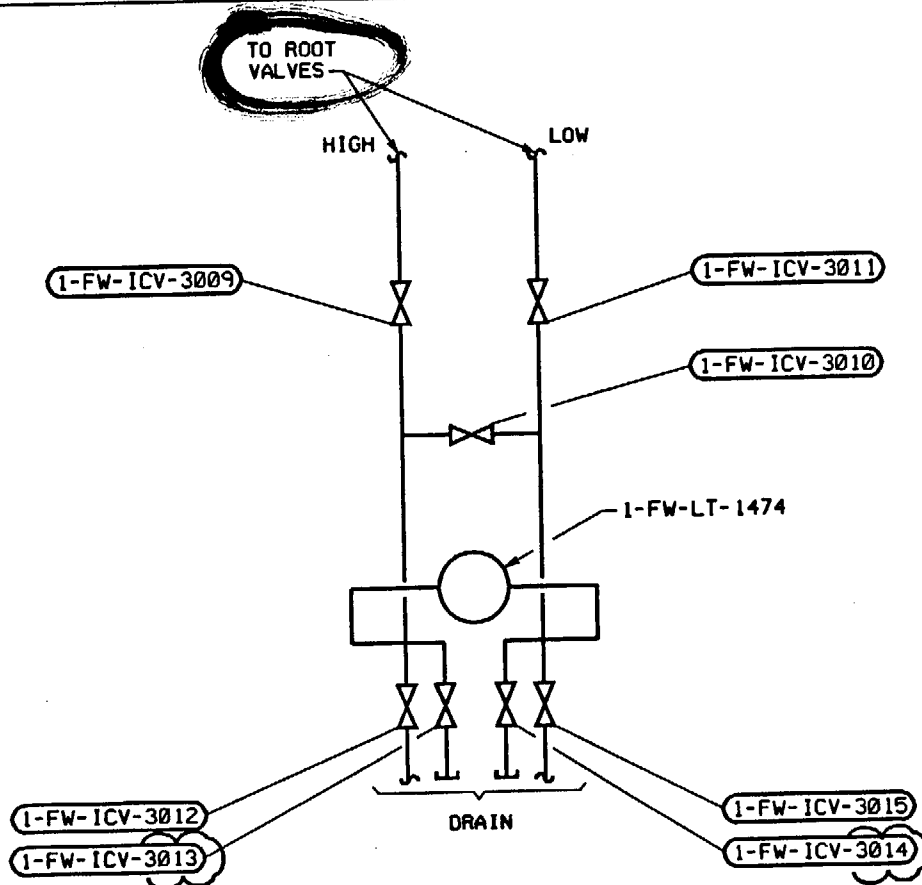 TO ROOT
VALVES
HIGH
LOW
1-FW-ICV-3009
1-FW-ICV-3011
1-FW-ICV-3010
1-FW-LT-1474
1-FW-ICV-3012
1-FW-ICV-3015
DRAIN
1-FW-ICV-3013
1-FW-ICV-3014